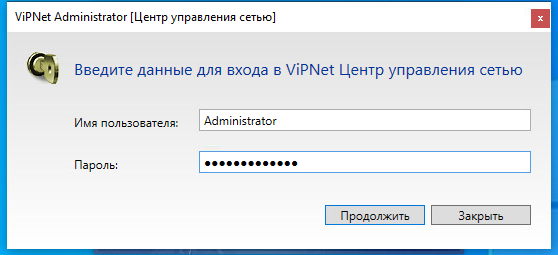 ViPNet Administrator [Центр управления сетью]
x
Введите данные для входа в ViPNet Центр управления сетью
Имя пользователя: Administrator
Пароль: ●●●●●●●●●●●●●
Продолжить Закрыть